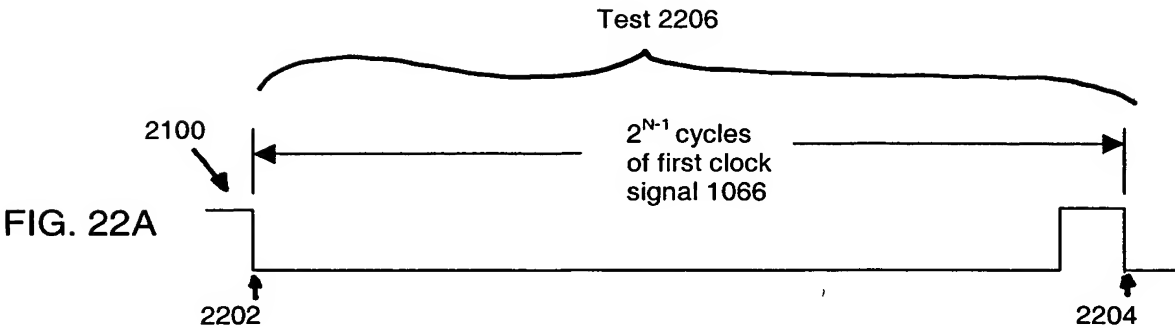 Test 2206
2100
2^N-1 cycles
of first clock
signal 1066
FIG. 22A
2202
2204